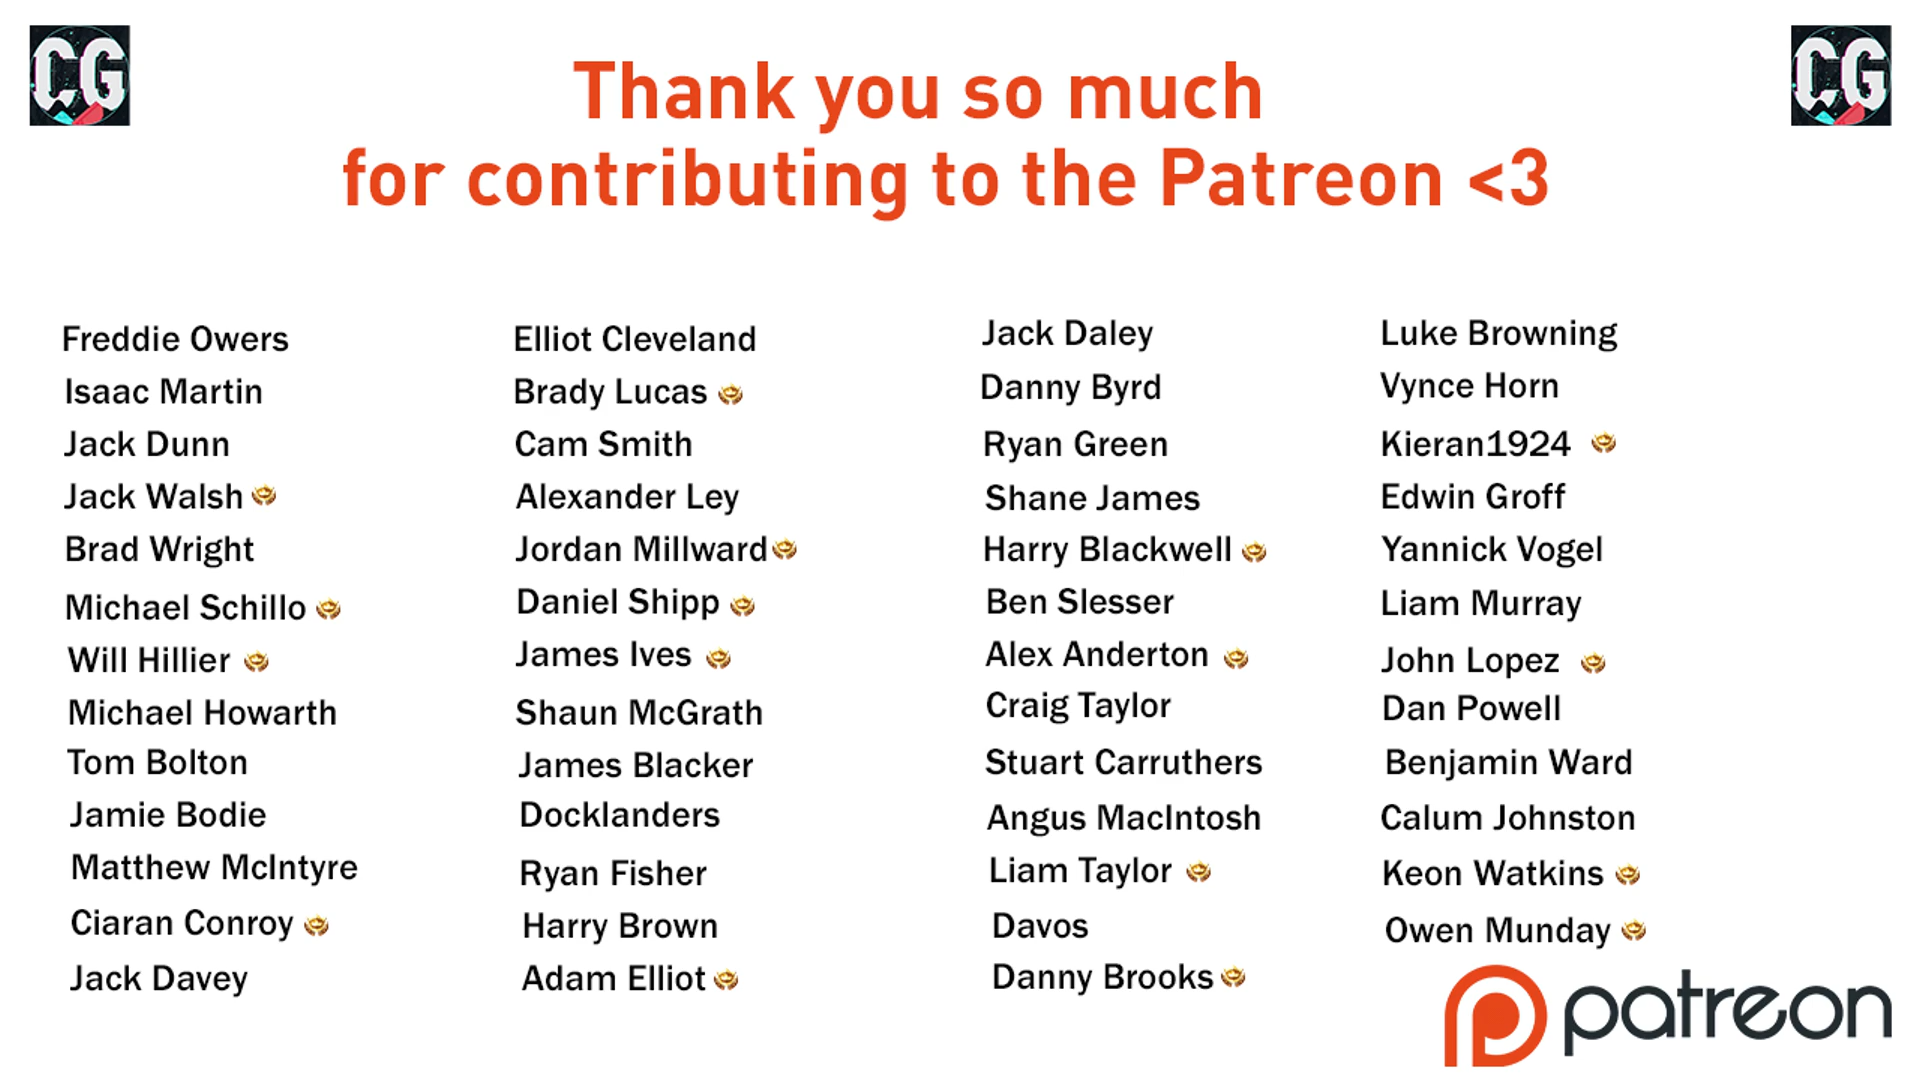 CG
CG
Thank you so much
for contributing to the Patreon <3
Freddie Owers
Isaac Martin
Jack Dunn
Jack Walsh
Brad Wright
Michael Schillo
Will Hillier
Michael Howarth
Tom Bolton
Jamie Bodie
Matthew McIntyre
Ciaran Conroy
Jack Davey
Elliot Cleveland
Brady Lucas
Cam Smith
Alexander Ley
Jordan Millward
Daniel Shipp
James Ives
Shaun McGrath
James Blacker
Docklanders
Ryan Fisher
Harry Brown
Adam Elliot
Jack Daley
Danny Byrd
Ryan Green
Shane James
Harry Blackwell
Ben Slesser
Alex Anderton
Craig Taylor
Stuart Carruthers
Angus MacIntosh
Liam Taylor
Davos
Danny Brooks
Luke Browning
Vynce Horn
Kieran1924
Edwin Groff
Yannick Vogel
Liam Murray
John Lopez
Dan Powell
Benjamin Ward
Calum Johnston
Keon Watkins
Owen Munday
patreon